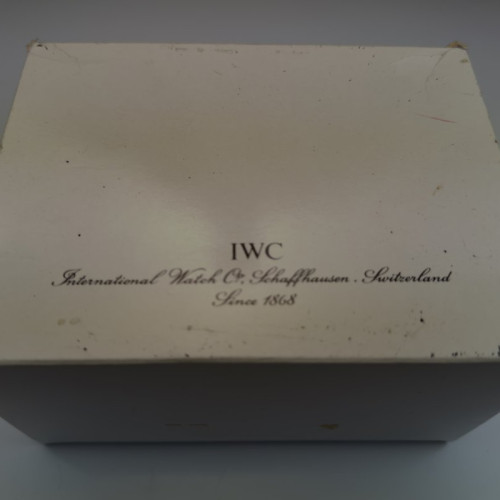 IWC
International Watch Co, Schaffhausen. Switzerland
Since 1868